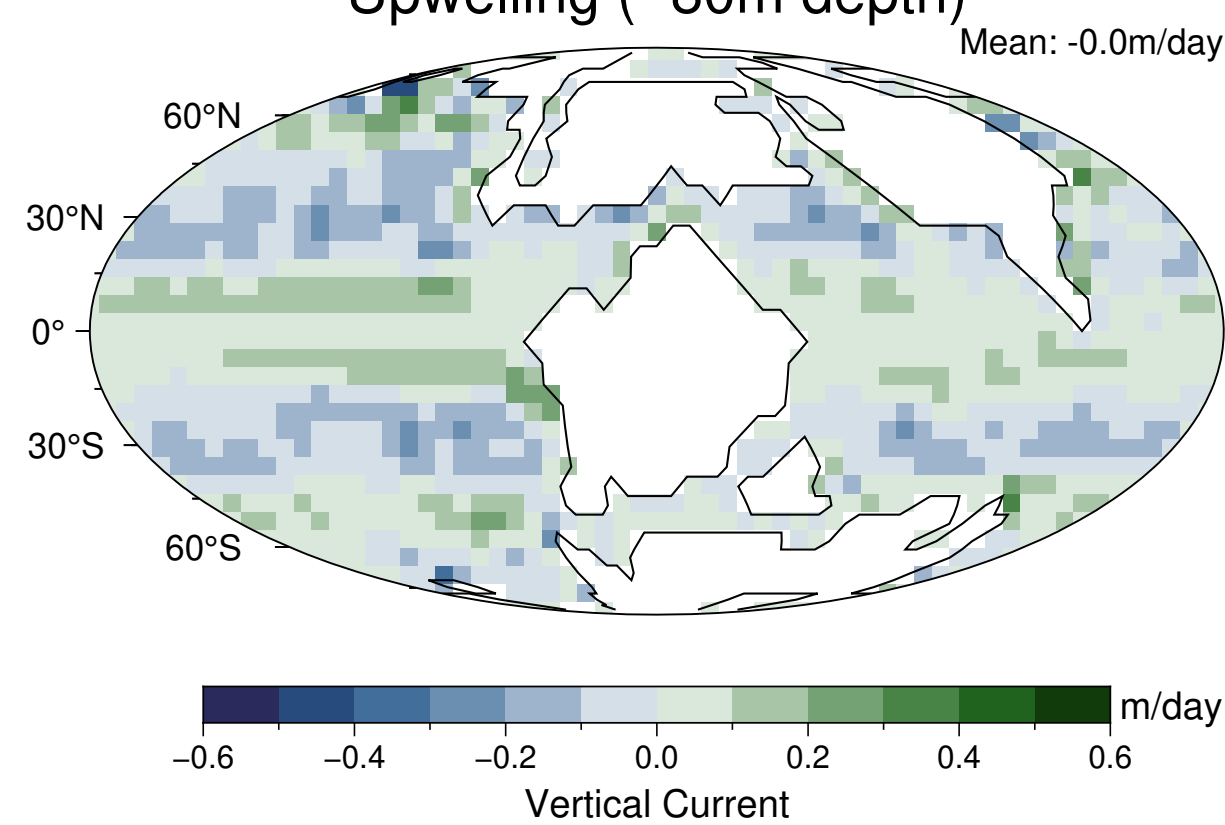 Upwelling (~80m depth)
Mean: -0.0m/day
60°N
30°N
0°
30°S
60°S
−0.6 −0.4 −0.2 0.0 0.2 0.4 0.6 m/day
Vertical Current